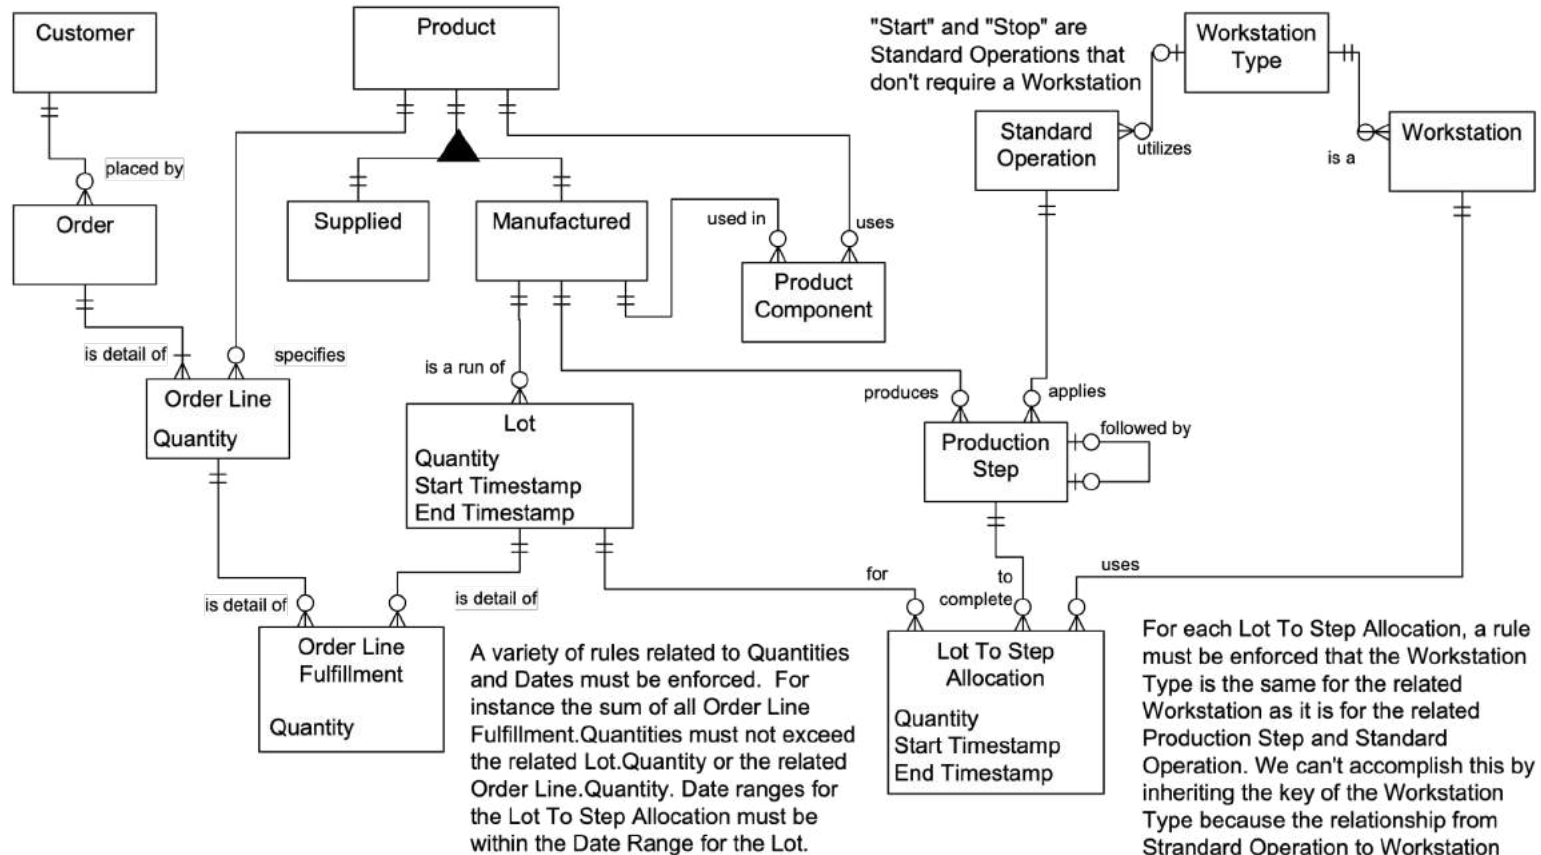 Customer
Product
"Start" and "Stop" are
Standard Operations that
don't require a Workstation
Workstation
Type
Standard
Operation
utilizes
is a
Workstation
placed by
Order
Supplied
Manufactured
used in
uses
Product
Component
is detail of
specifies
is a run of
produces
applies
Order Line
Quantity
Lot
Quantity
Start Timestamp
End Timestamp
Production
Step
followed by
is detail of
is detail of
for
to
complete
uses
Order Line
Fulfillment
Quantity
A variety of rules related to Quantities
and Dates must be enforced. For
instance the sum of all Order Line
Fulfillment.Quantities must not exceed
the related Lot.Quantity or the related
Order Line.Quantity. Date ranges for
the Lot To Step Allocation must be
within the Date Range for the Lot.
Lot To Step
Allocation
Quantity
Start Timestamp
End Timestamp
For each Lot To Step Allocation, a rule
must be enforced that the Workstation
Type is the same for the related
Workstation as it is for the related
Production Step and Standard
Operation. We can't accomplish this by
inheriting the key of the Workstation
Type because the relationship from
Strandard Operation to Workstation